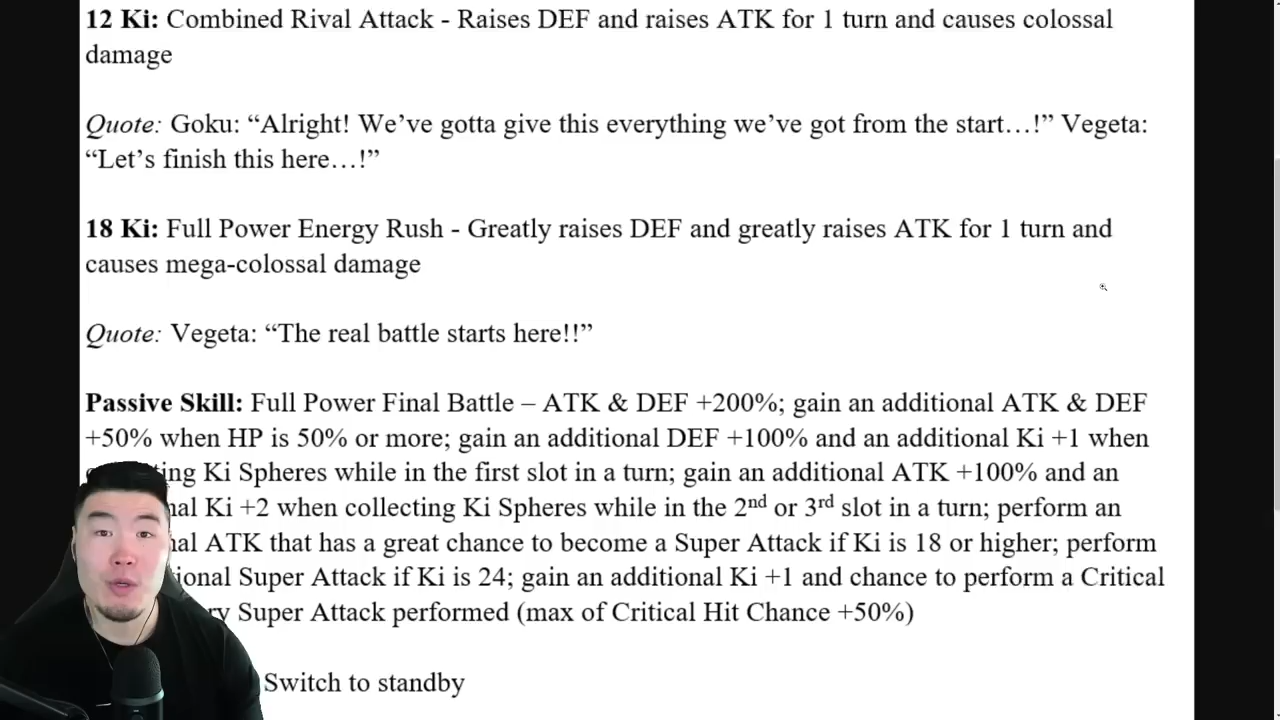 12 Ki: Combined Rival Attack - Raises DEF and raises ATK for 1 turn and causes colossal
damage
Quote: Goku: “Alright! We’ve gotta give this everything we’ve got from the start…!” Vegeta:
“Let’s finish this here…!”
18 Ki: Full Power Energy Rush - Greatly raises DEF and greatly raises ATK for 1 turn and
causes mega-colossal damage
Quote: Vegeta: “The real battle starts here!!”
Passive Skill: Full Power Final Battle – ATK & DEF +200%; gain an additional ATK & DEF
+50% when HP is 50% or more; gain an additional DEF +100% and an additional Ki +1 when
Ki Spheres while in the first slot in a turn; gain an additional ATK +100% and an
Ki +2 when collecting Ki Spheres while in the 2nd or 3rd slot in a turn; perform an
ATK that has a great chance to become a Super Attack if Ki is 18 or higher; perform
Super Attack if Ki is 24; gain an additional Ki +1 and chance to perform a Critical
Super Attack performed (max of Critical Hit Chance +50%)
Switch to standby